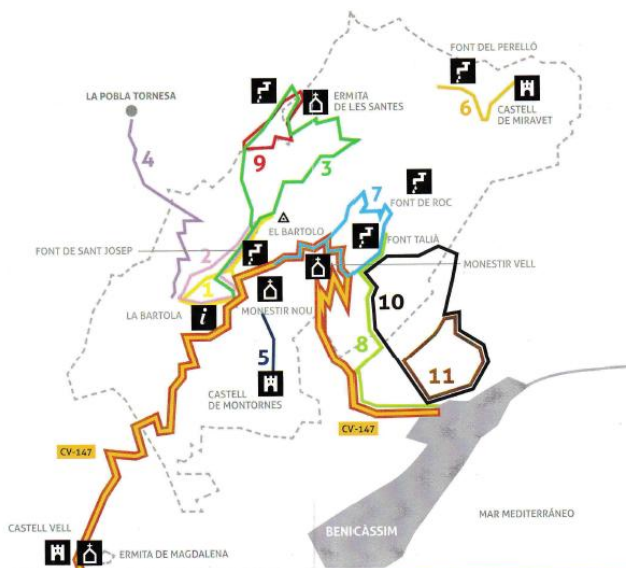 FONT DEL PERELLÓ
LA POBLA TORNESA
ERMITA
DE LES SANTES
6
CASTELL
DE MIRAVET
4
9
3
7
FONT DE ROC
EL BARTOLO
2
FONT DE SANT JOSEP
FONT TALIÀ
MONESTIR VELL
1
LA BARTOLA
i
MONESTIR NOU
10
5
8
11
CASTELL
DE MONTORNES
CV-147
CV-147
MAR MEDITERRÁNEO
CASTELL VELL
BENICÀSSIM
ERMITA DE MAGDALENA